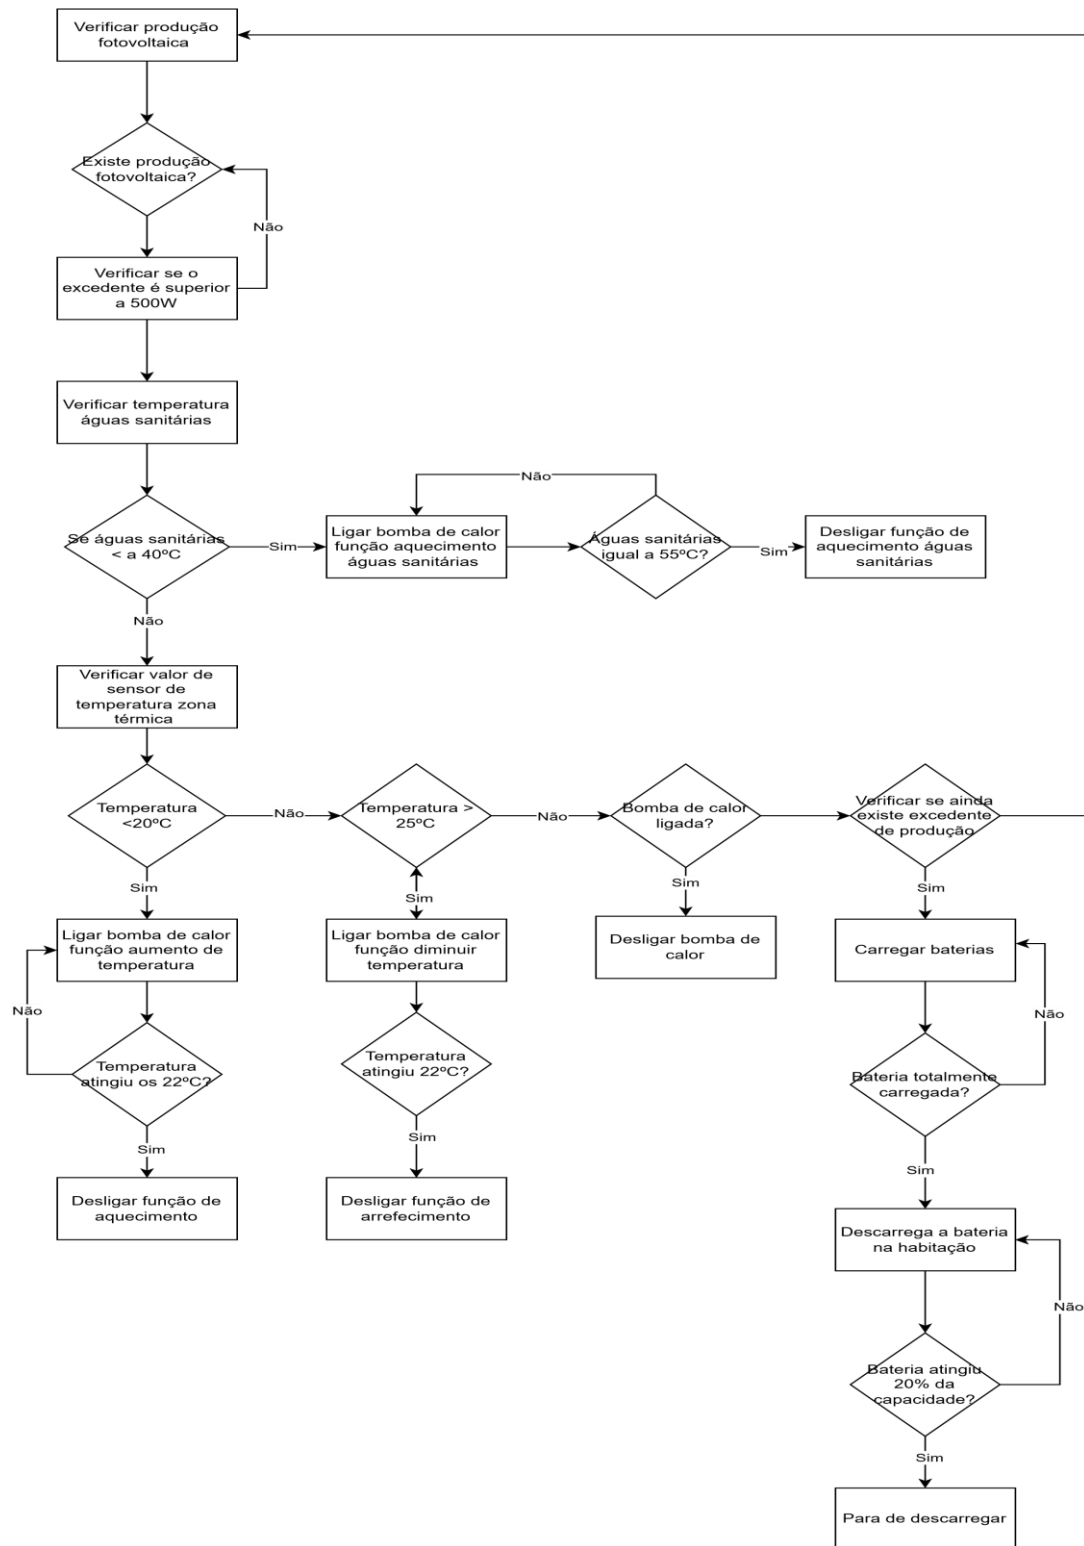 Verificar produção
fotovoltaica
Existe produção
fotovoltaica?
Não
Verificar se o
excedente é superior
a 500W
Verificar temperatura
águas sanitárias
Se águas sanitárias
< a 40ºC
Sim
Ligar bomba de calor
função aquecimento
águas sanitárias
Não
Águas sanitárias
igual a 55ºC?
Sim
Desligar função de
aquecimento águas
sanitárias
Não
Verificar valor de
sensor de
temperatura zona
térmica
Temperatura
<20ºC
Não
Temperatura >
25ºC
Não
Bomba de calor
ligada?
Verificar se ainda
existe excedente
de produção
Sim
Sim
Sim
Sim
Ligar bomba de calor
função aumento de
temperatura
Ligar bomba de calor
função diminuir
temperatura
Desligar bomba de
calor
Carregar baterias
Não
Não
Temperatura
atingiu os 22ºC?
Temperatura
atingiu 22ºC?
Bateria totalmente
carregada?
Sim
Sim
Sim
Desligar função de
aquecimento
Desligar função de
arrefecimento
Descarrega a bateria
na habitação
Não
Bateria atingiu
20% da
capacidade?
Sim
Para de descarregar